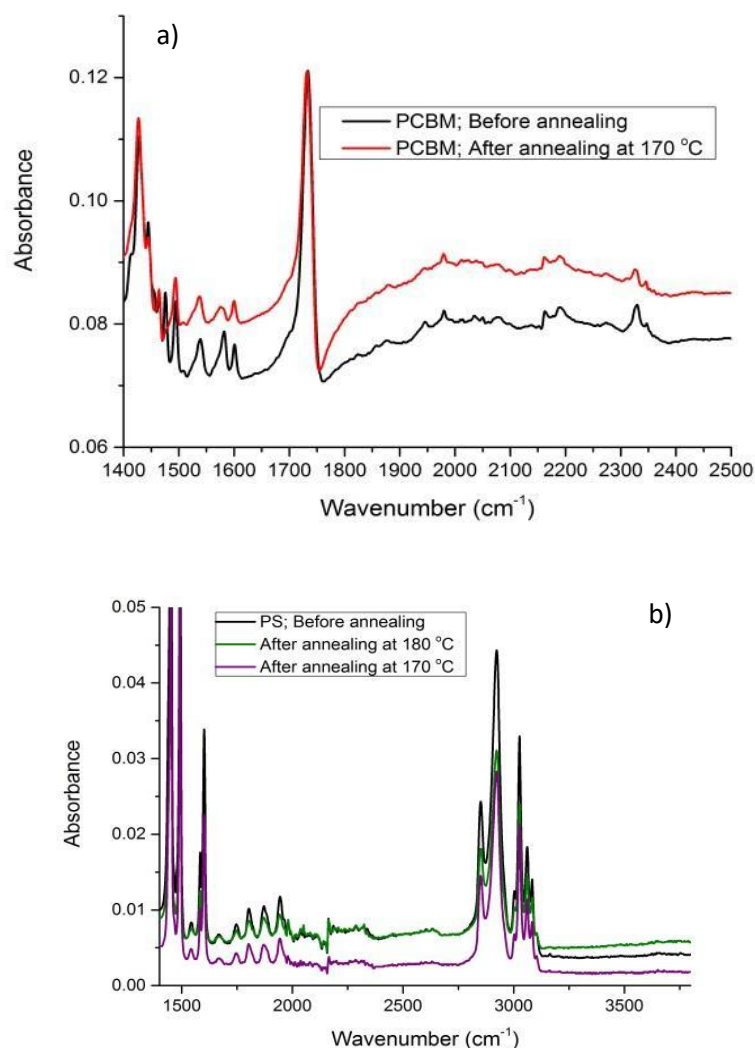 a)
0.12
0.10
0.08
0.06
Absorbance
PCBM; Before annealing
PCBM; After annealing at 170 °C
1400 1500 1600 1700 1800 1900 2000 2100 2200 2300 2400 2500
Wavenumber (cm⁻¹)
b)
0.05
0.04
0.03
0.02
0.01
0.00
Absorbance
PS; Before annealing
After annealing at 180 °C
After annealing at 170 °C
1500 2000 2500 3000 3500
Wavenumber (cm⁻¹)